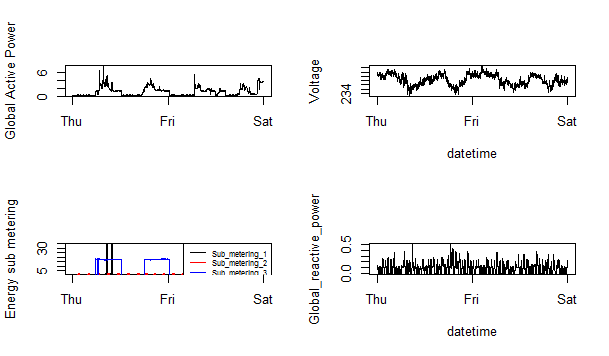 Global Active Power
6
0
Thu Fri Sat
Voltage
234
Thu Fri Sat
datetime
Energy sub metering
30
5
Sub_metering_1
Sub_metering_2
Sub_metering_3
Thu Fri Sat
Global_reactive_power
0.5
0.0
Thu Fri Sat
datetime